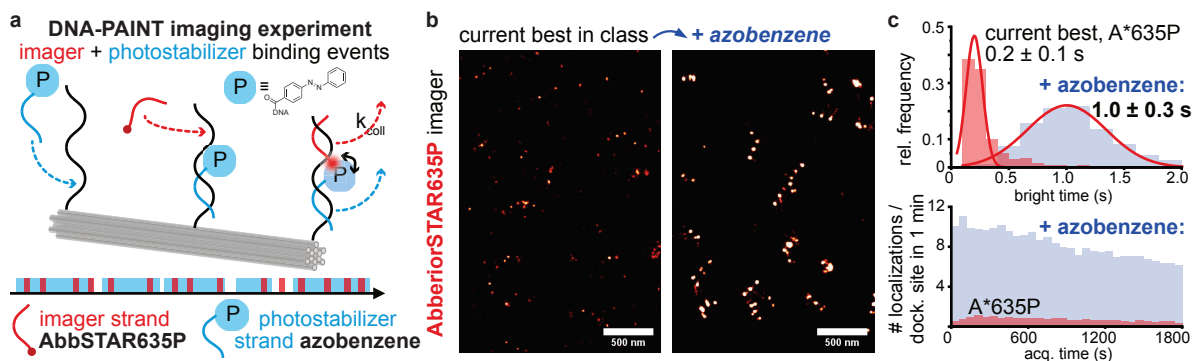 a
DNA-PAINT imaging experiment
imager + photostabilizer binding events
P
P
≡
N
N
O
DNA
P
P
kcoll
P
imager strand
AbbSTAR635P
photostabilizer
strand azobenzene
b
current best in class
+ azobenzene
AbberiorSTAR635P imager
500 nm
500 nm
c
rel. frequency
0.5
0.3
0.1
0
current best, A*635P
0.2 ± 0.1 s
+ azobenzene:
1.0 ± 0.3 s
0
0.5
1.0
1.5
2.0
bright time (s)
# localizations /
dock. site in 1 min
12
8
4
0
+ azobenzene:
A*635P
0
600
1200
1800
acq. time (s)